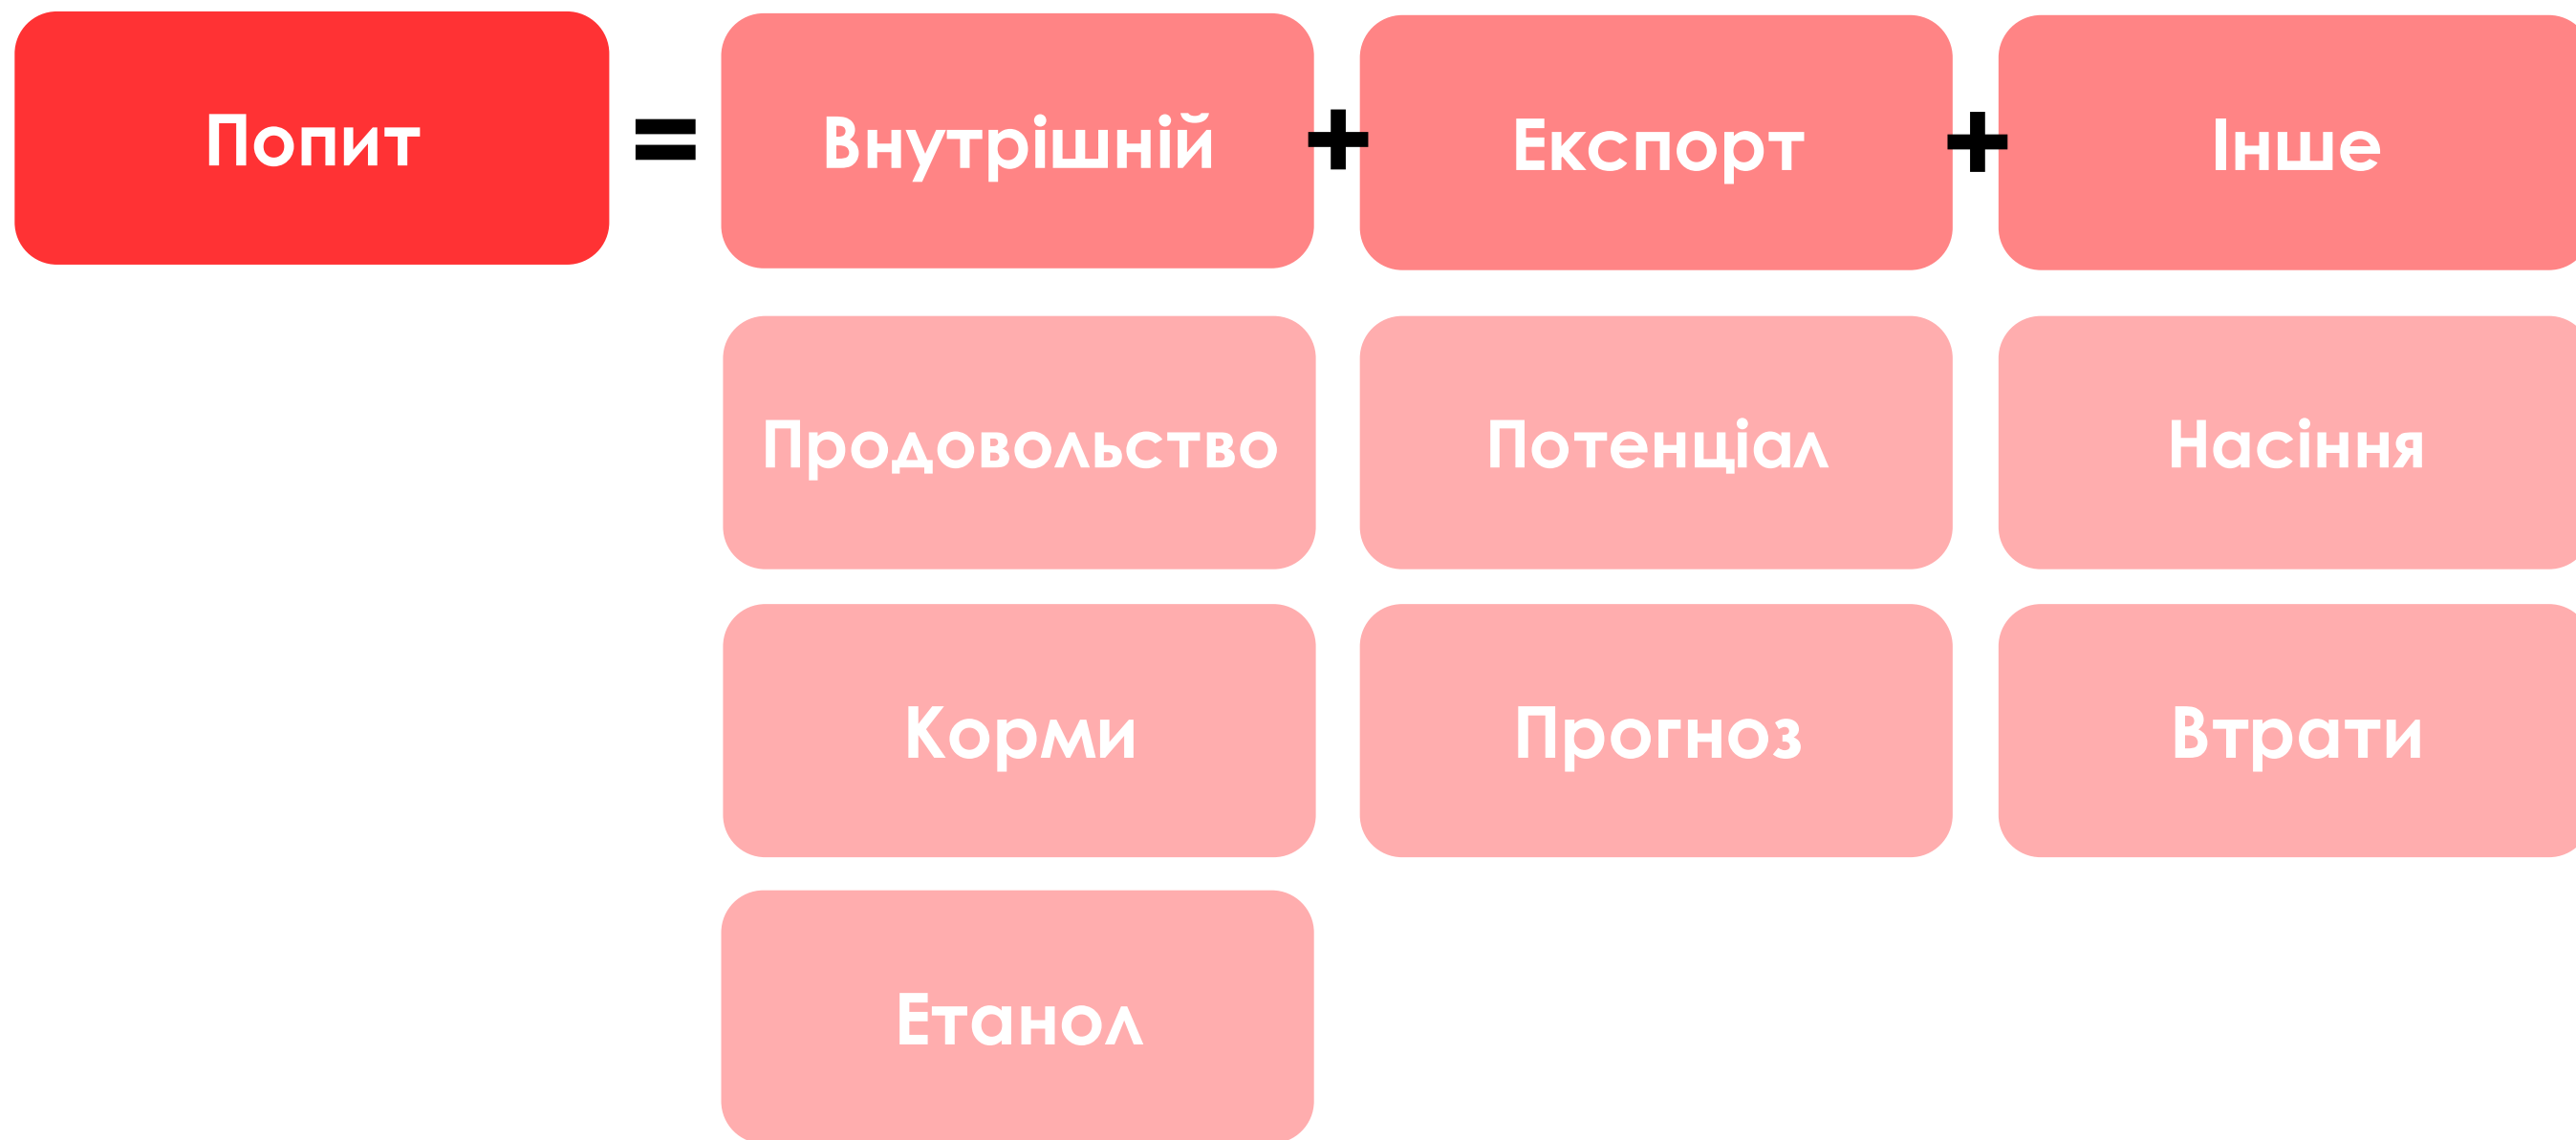 Попит = Внутрішній + Експорт + Інше
Продовольство Потенціал Насіння
Корми Прогноз Втрати
Етанол